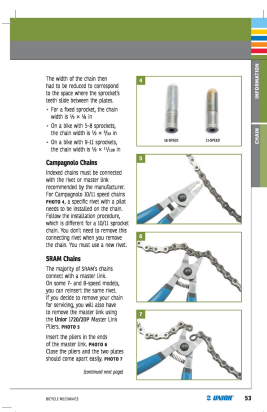 The width of the chain then
had to be reduced to correspond
to the space where the sprocket's
teeth slide between the plates.
• For a fixed sprocket, the chain
width is ½ × ⅛ in
• On a bike with 5-8 sprockets,
the chain width is ½ × ³/₃₂ in
• On a bike with 9-11 sprockets,
the chain width is ½ × ¹¹/₁₂₈ in
Campagnolo Chains
Indexed chains must be connected
with the rivet or master link
recommended by the manufacturer.
For Campagnolo 10/11 speed chains
PHOTO 4, a specific rivet with a pilot
needs to be installed on the chain.
Follow the installation procedure,
which is different for a 10/11 sprocket
chain. You don't need to remove this
connecting rivet when you remove
the chain. You must use a new rivet.
SRAM Chains
The majority of SRAM's chains
connect with a master link.
On some 7- and 8-speed models,
you can reinsert the same rivet.
If you decide to remove your chain
for servicing, you will also have
to remove the master link using
the Unior 1720/2DP Master Link
Pliers. PHOTO 5
Insert the pliers in the ends
of the master link. PHOTO 6
Close the pliers and the two plates
should come apart easily. PHOTO 7
(continued next page)
4
10-SPEED
11-SPEED
5
6
7
INFORMATION
CHAIN
BICYCLE MECHANICS
UNIOR
53